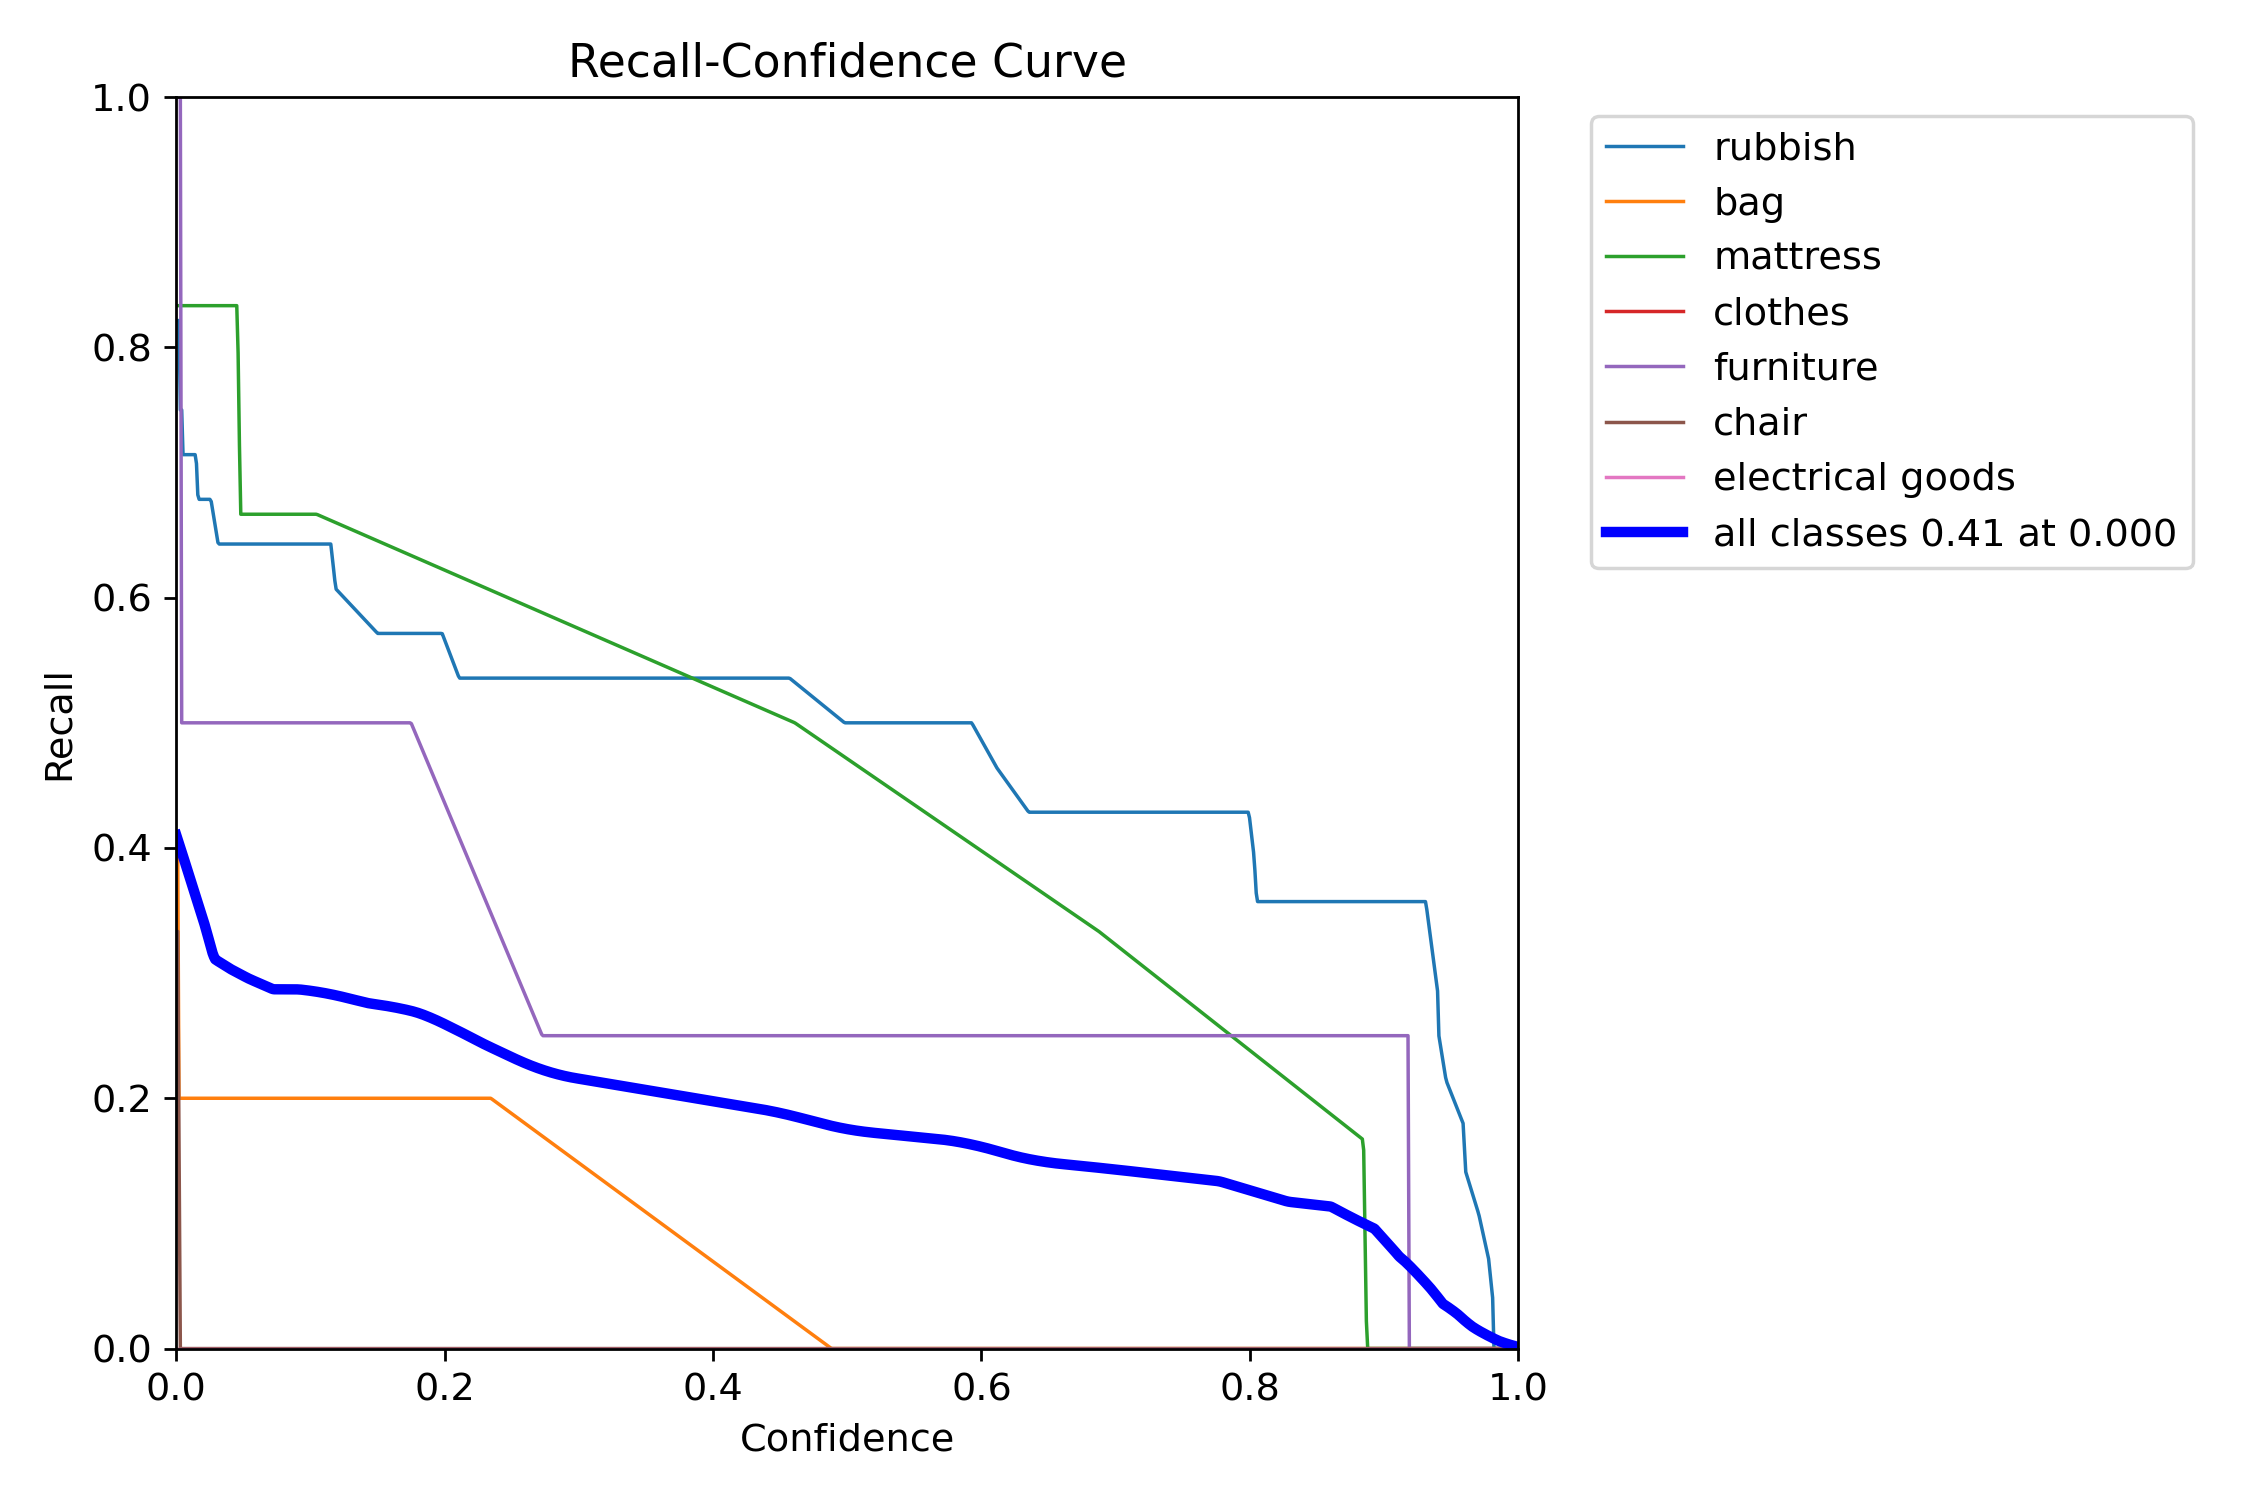 Recall-Confidence Curve
1.0
0.8
0.6
0.4
0.2
0.0
Recall
0.0 0.2 0.4 0.6 0.8 1.0
Confidence
rubbish
bag
mattress
clothes
furniture
chair
electrical goods
all classes 0.41 at 0.000